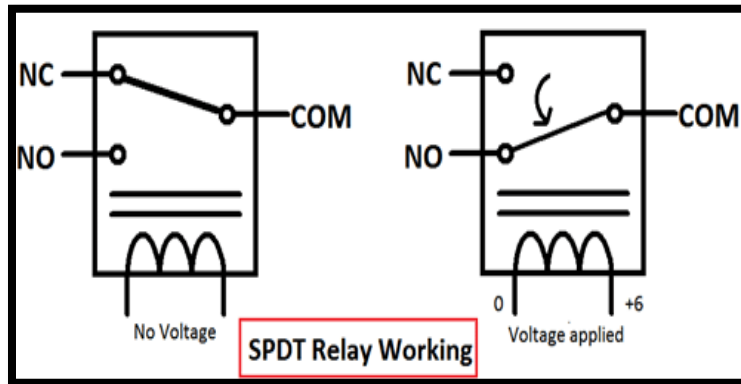 NC
COM
NO
No Voltage
NC
COM
NO
0 +6
Voltage applied
SPDT Relay Working